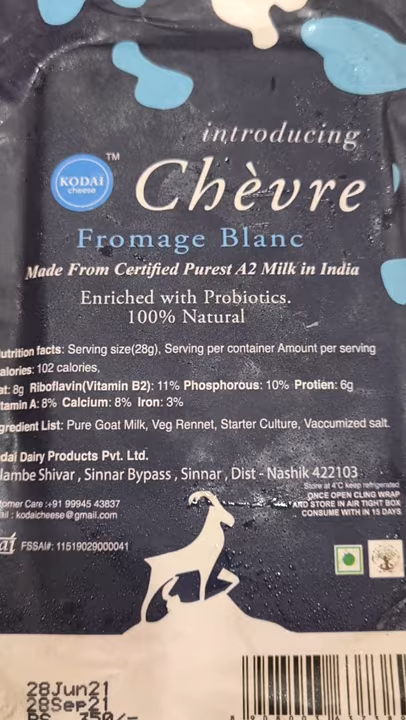 introducing
KODAI
cheese
TM
Chèvre
Fromage Blanc
Made From Certified Purest A2 Milk in India
Enriched with Probiotics.
100% Natural
utrition facts: Serving size(28g), Serving per container Amount per serving
alories: 102 calories,
at: 8g Riboflavin(Vitamin B2): 11% Phosphorous: 10% Protien: 6g
tamin A: 8% Calcium: 8% Iron: 3%
gredient List: Pure Goat Milk, Veg Rennet, Starter Culture, Vaccumized salt.
dai Dairy Products Pvt. Ltd.
lambe Shivar , Sinnar Bypass , Sinnar , Dist - Nashik 422103
Store at 4°C keep refrigerated
ONCE OPEN CLING WRAP
AND STORE IN AIR TIGHT BOX
CONSUME WITH IN 15 DAYS
tomer Care :+91 99945 43837
ail : kodaicheese@gmail.com
FSSAI#: 11519029000041
28Jun21
28Sep21
RS. 350/-